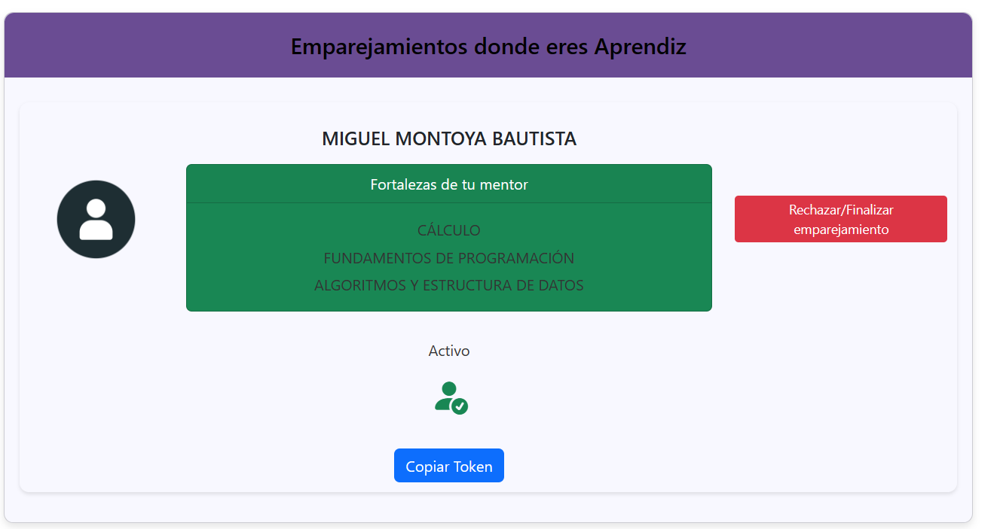 Emparejamientos donde eres Aprendiz
MIGUEL MONTOYA BAUTISTA
Fortalezas de tu mentor
CÁLCULO
FUNDAMENTOS DE PROGRAMACIÓN
ALGORITMOS Y ESTRUCTURA DE DATOS
Rechazar/Finalizar
emparejamiento
Activo
Copiar Token